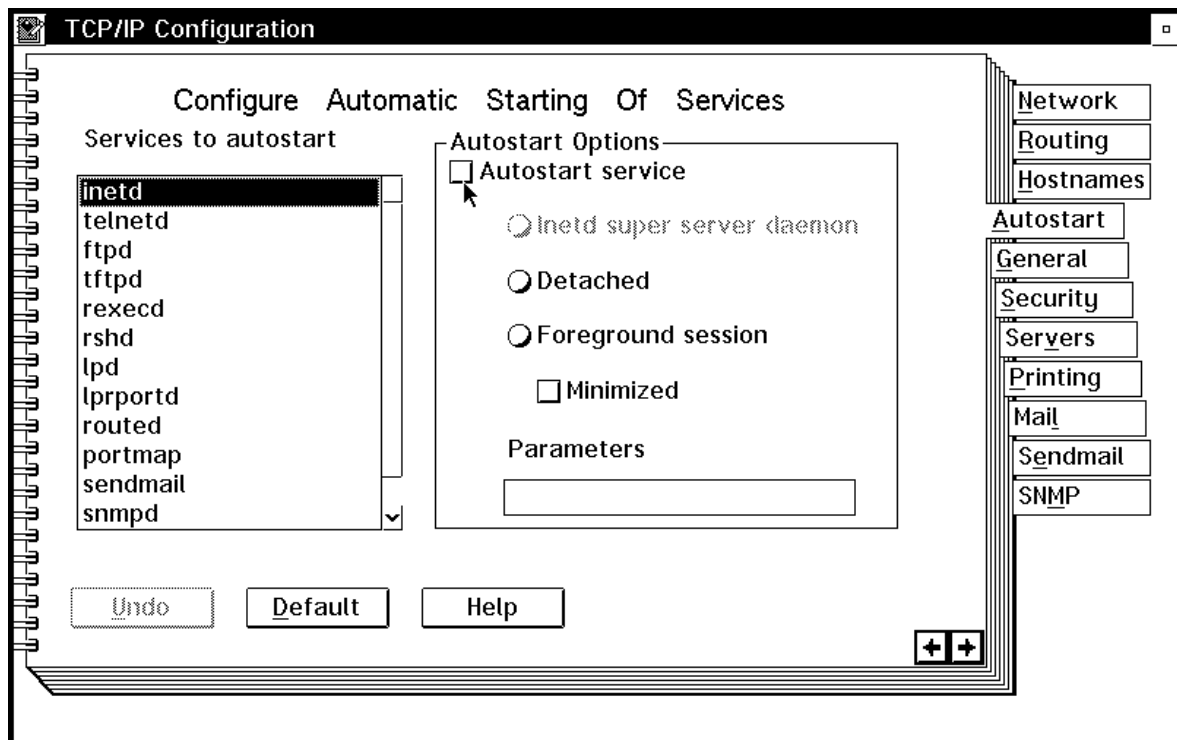 TCP/IP Configuration
Configure Automatic Starting Of Services
Services to autostart
inetd
telnetd
ftpd
tftpd
rexecd
rshd
lpd
lprportd
routed
portmap
sendmail
snmpd
Autostart Options
Autostart service
Inetd super server daemon
Detached
Foreground session
Minimized
Parameters
Undo
Default
Help
Network
Routing
Hostnames
Autostart
General
Security
Servers
Printing
Mail
Sendmail
SNMP